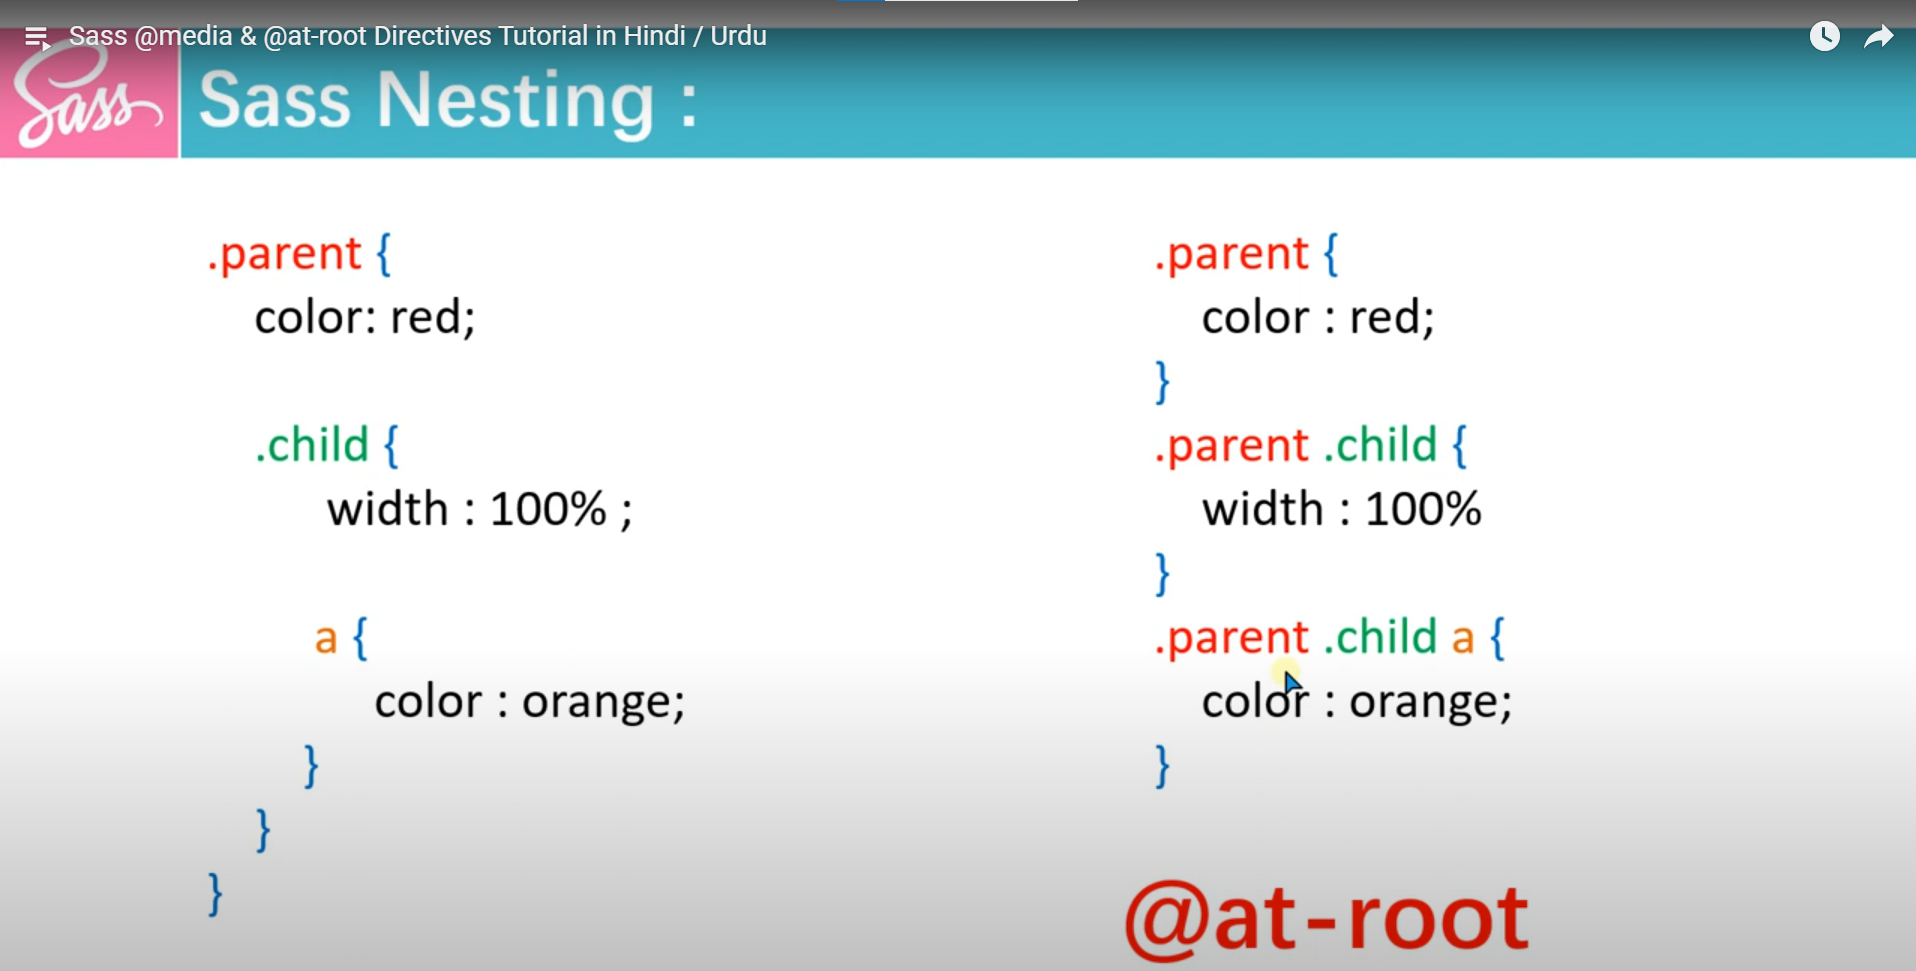 Sass @media & @at-root Directives Tutorial in Hindi / Urdu
Sass
Sass Nesting :
.parent {
color: red;
.child {
width : 100% ;
a {
color : orange;
}
}
}
.parent {
color : red;
}
.parent .child {
width : 100%
}
.parent .child a {
color : orange;
}
@at-root